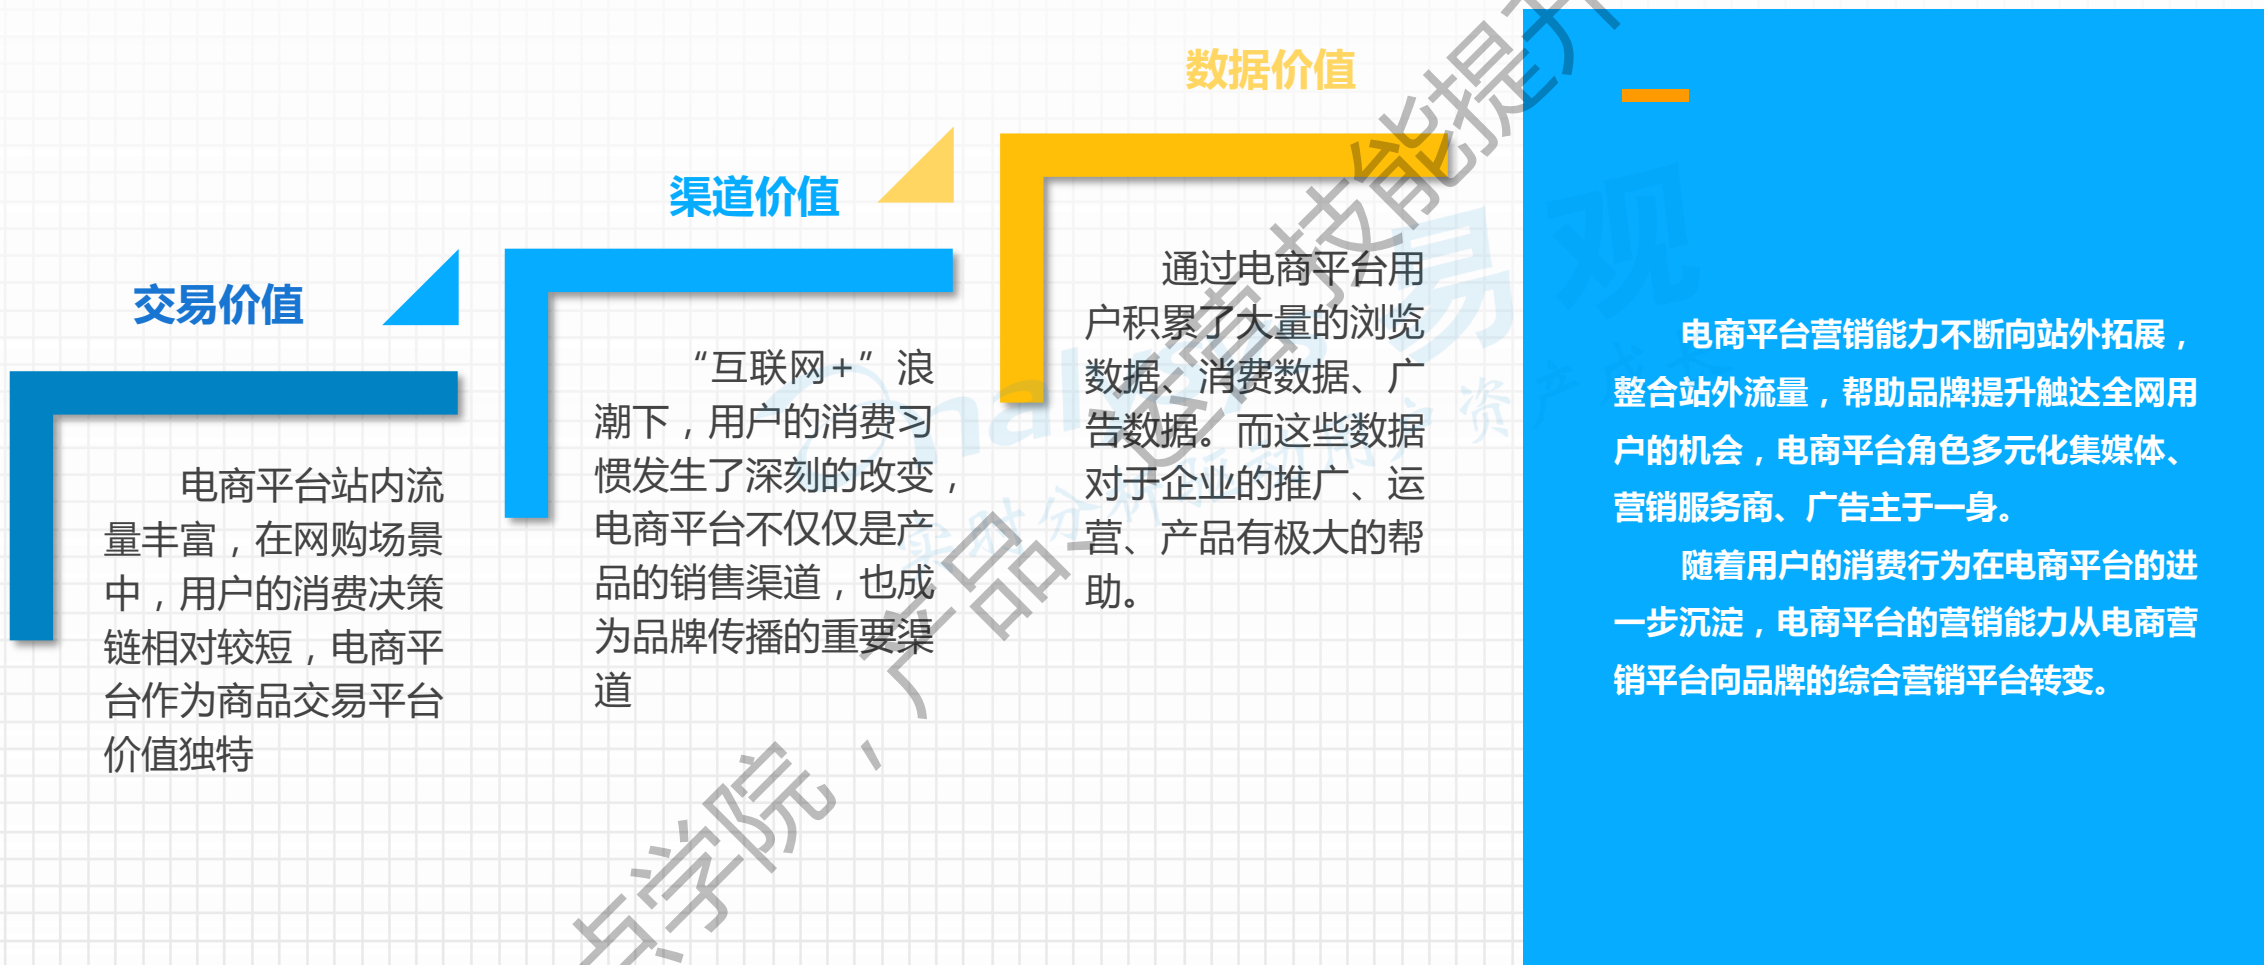 交易价值
电商平台站内流
量丰富，在网购场景
中，用户的消费决策
链相对较短，电商平
台作为商品交易平台
价值独特
渠道价值
“互联网+”浪
潮下，用户的消费习
惯发生了深刻的改变，
电商平台不仅仅是产
品的销售渠道，也成
为品牌传播的重要渠
道
数据价值
通过电商平台用
户积累了大量的浏览
数据、消费数据、广
告数据。而这些数据
对于企业的推广、运
营、产品有极大的帮
助。
电商平台营销能力不断向站外拓展，
整合站外流量，帮助品牌提升触达全网用
户的机会，电商平台角色多元化集媒体、
营销服务商、广告主于一身。
随着用户的消费行为在电商平台的进
一步沉淀，电商平台的营销能力从电商营
销平台向品牌的综合营销平台转变。
点学院，产品、运营技能提升
易观